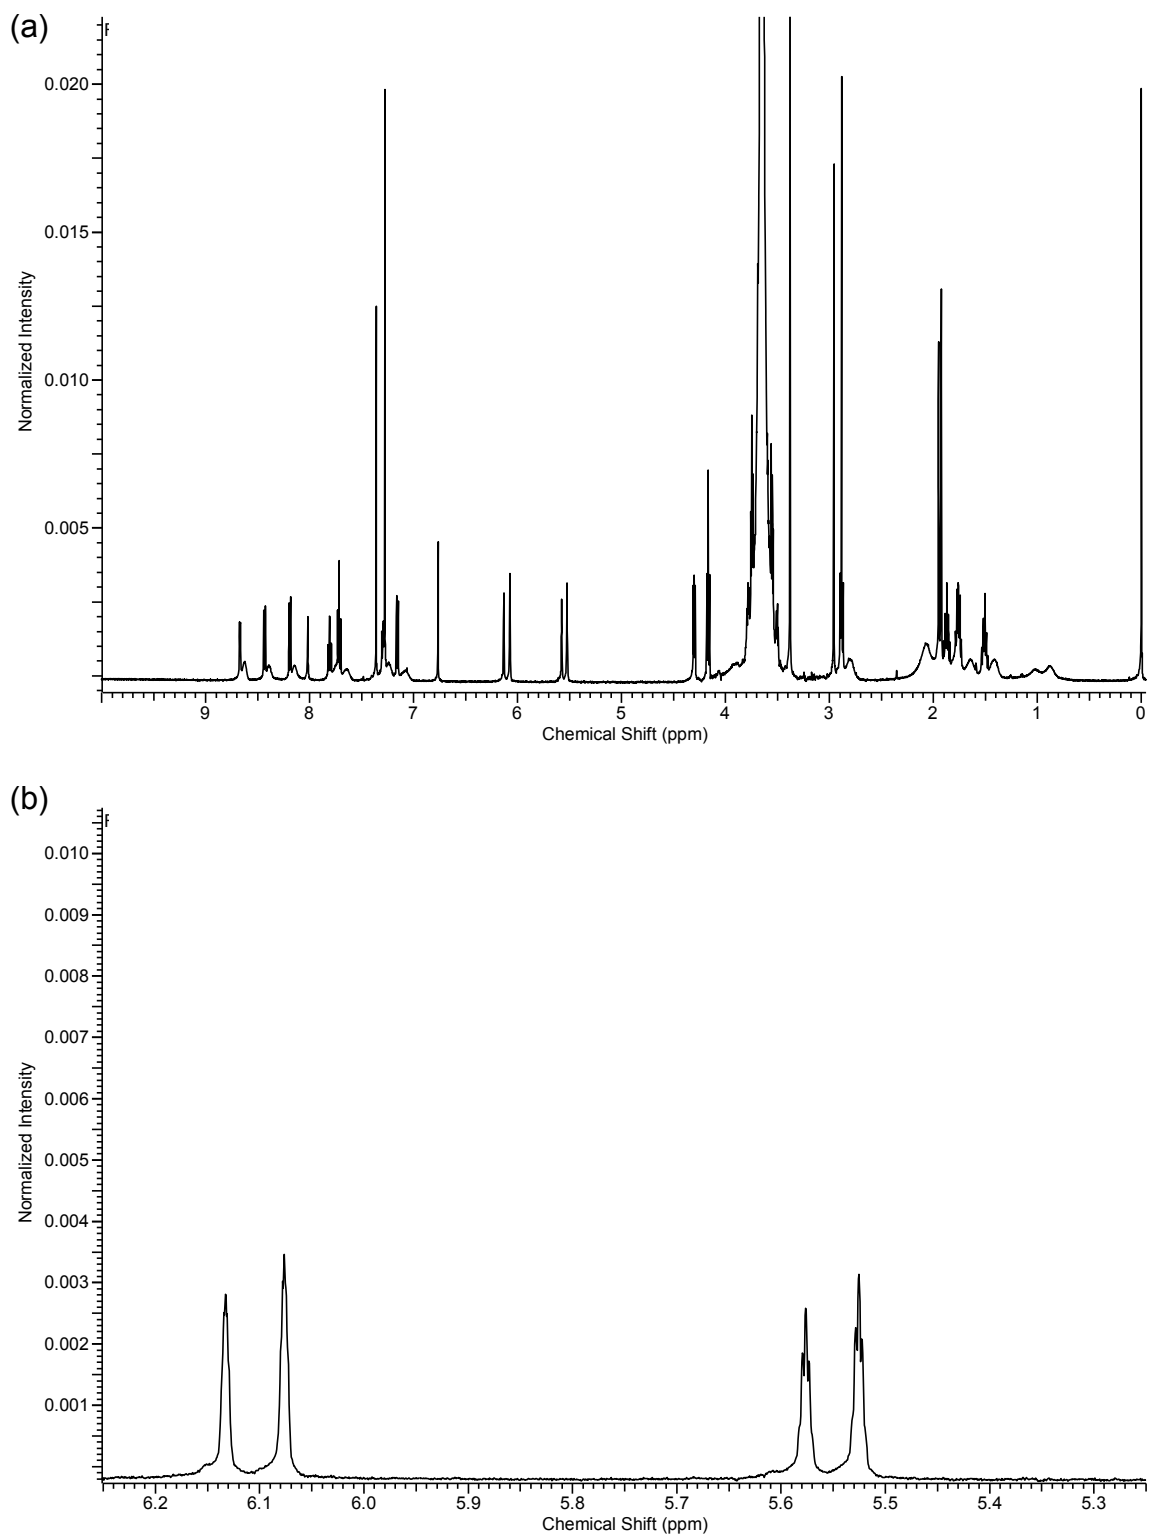 (a)
0.020
0.015
0.010
0.005
Normalized Intensity
9 8 7 6 5 4 3 2 1 0
Chemical Shift (ppm)
(b)
0.010
0.009
0.008
0.007
0.006
0.005
0.004
0.003
0.002
0.001
Normalized Intensity
6.2 6.1 6.0 5.9 5.8 5.7 5.6 5.5 5.4 5.3
Chemical Shift (ppm)